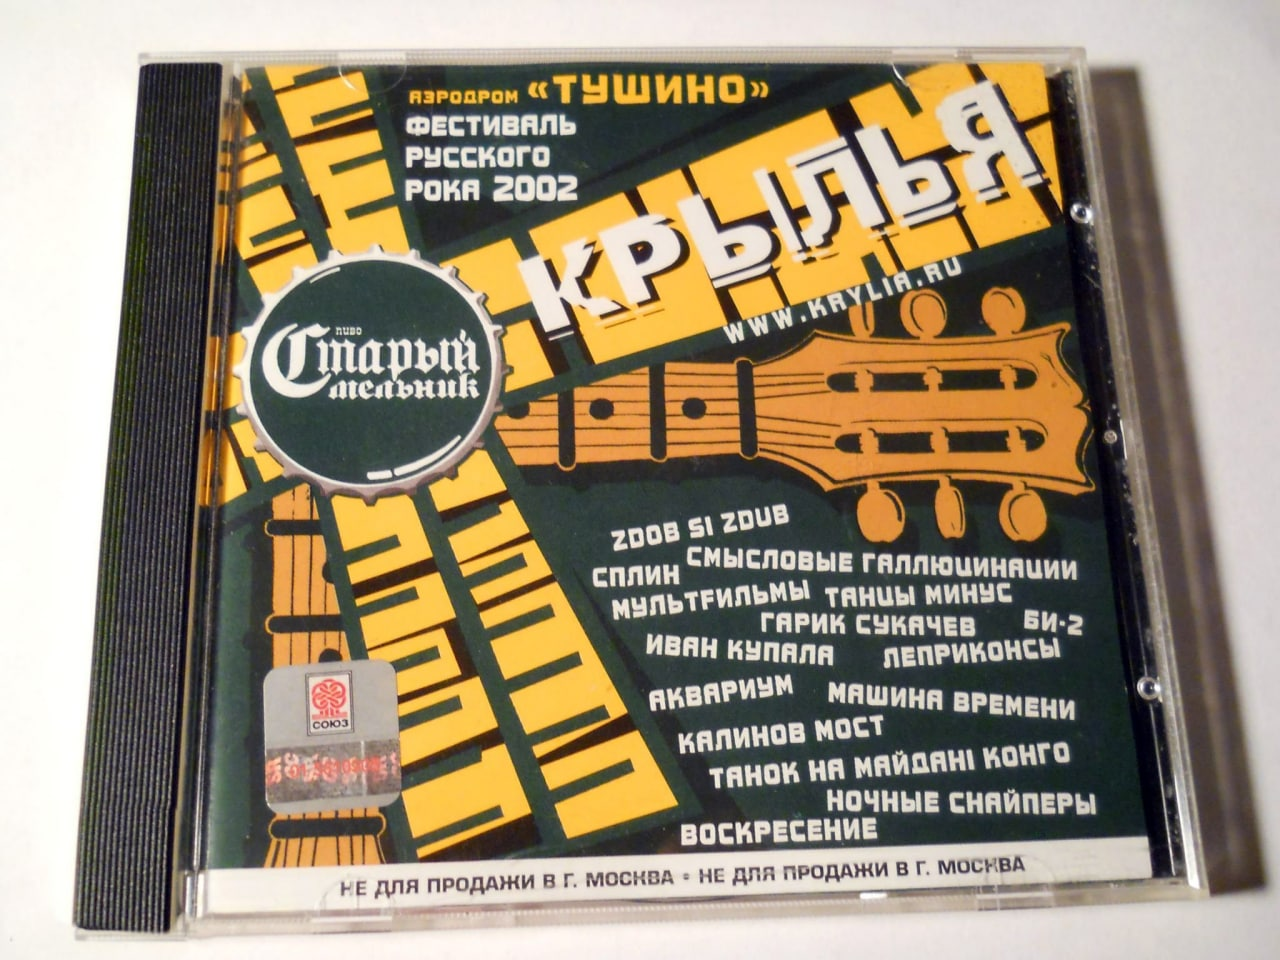 АЭРОДРОМ «ТУШИНО»
ФЕСТИВАЛЬ
РУССКОГО
РОКА 2002
КРЫЛЬЯ
WWW.KRYLIA.RU
пиво
Старый
мельник
ZDOB SI ZDUB
СМЫСЛОВЫЕ ГАЛЛЮЦИНАЦИИ
СПЛИН
МУЛЬТFИЛЬМЫ ТАНЦЫ МИНУС
ГАРИК СУКАЧЕВ БИ-2
ИВАН КУПАЛА ЛЕПРИКОНСЫ
АКВАРИУМ МАШИНА ВРЕМЕНИ
КАЛИНОВ МОСТ
ТАНОК НА МАЙДАНІ КОНГО
НОЧНЫЕ СНАЙПЕРЫ
ВОСКРЕСЕНИЕ
СОЮЗ
НЕ ДЛЯ ПРОДАЖИ В Г. МОСКВА • НЕ ДЛЯ ПРОДАЖИ В Г. МОСКВА